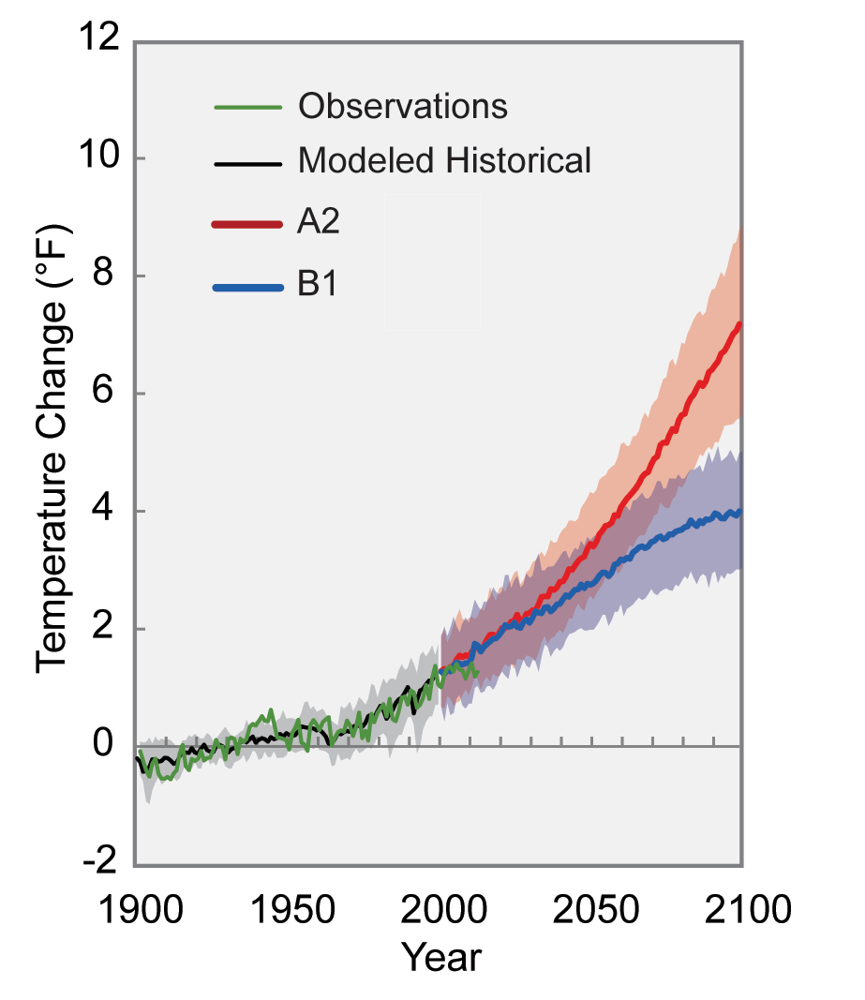 12
10
8
6
4
2
0
-2
Temperature Change (°F)
Observations
Modeled Historical
A2
B1
1900 1950 2000 2050 2100
Year